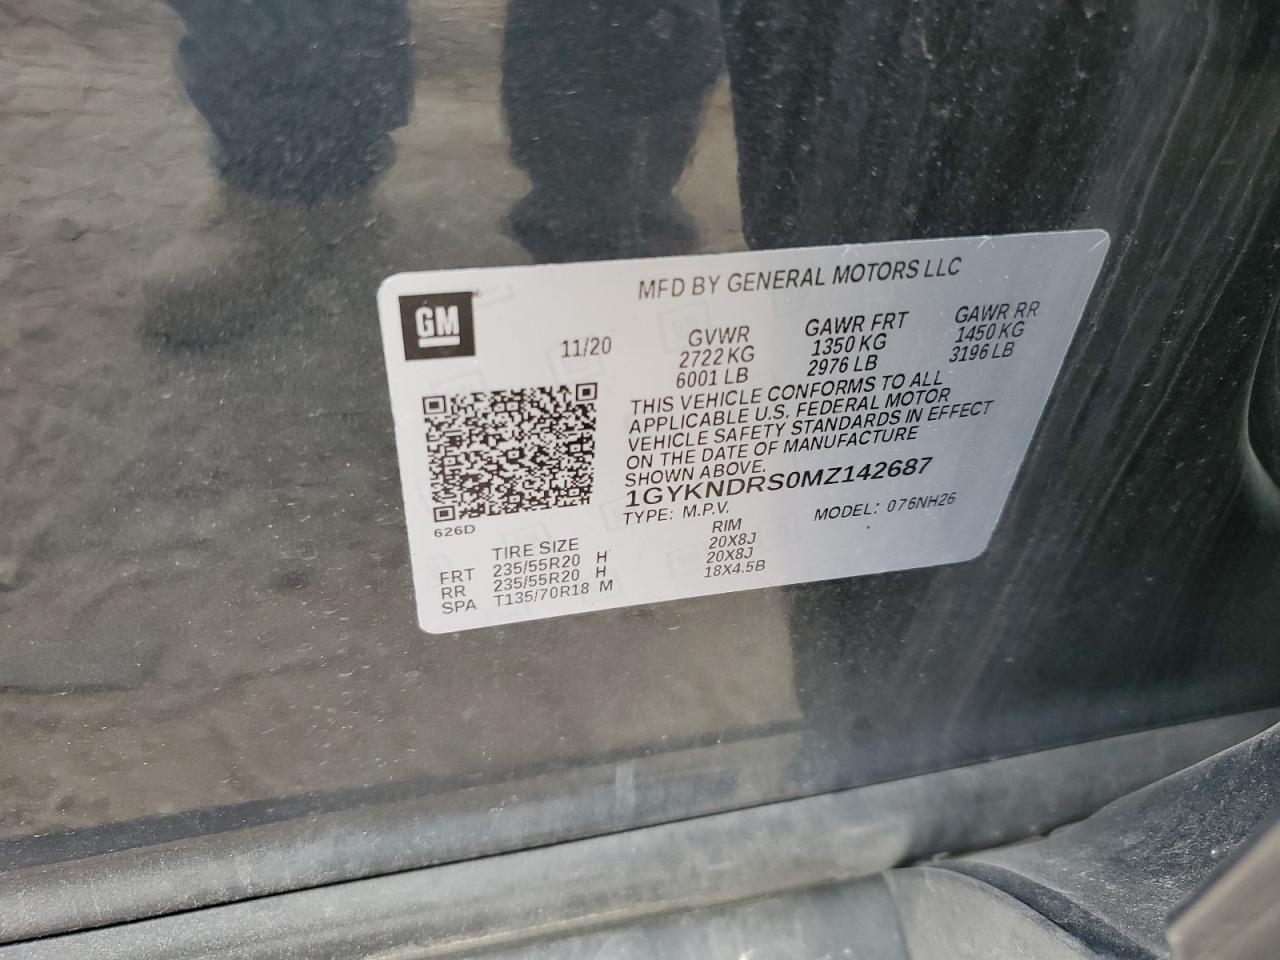 MFD BY GENERAL MOTORS LLC
GM
11/20
GVWR
2722 KG
6001 LB
GAWR FRT
1350 KG
2976 LB
GAWR RR
1450 KG
3196 LB
THIS VEHICLE CONFORMS TO ALL
APPLICABLE U.S. FEDERAL MOTOR
VEHICLE SAFETY STANDARDS IN EFFECT
ON THE DATE OF MANUFACTURE
SHOWN ABOVE.
1GYKNDRS0MZ142687
TYPE: M.P.V. MODEL: 076NH26
626D
TIRE SIZE RIM
FRT 235/55R20 H 20X8J
RR 235/55R20 H 20X8J
SPA T135/70R18 M 18X4.5B